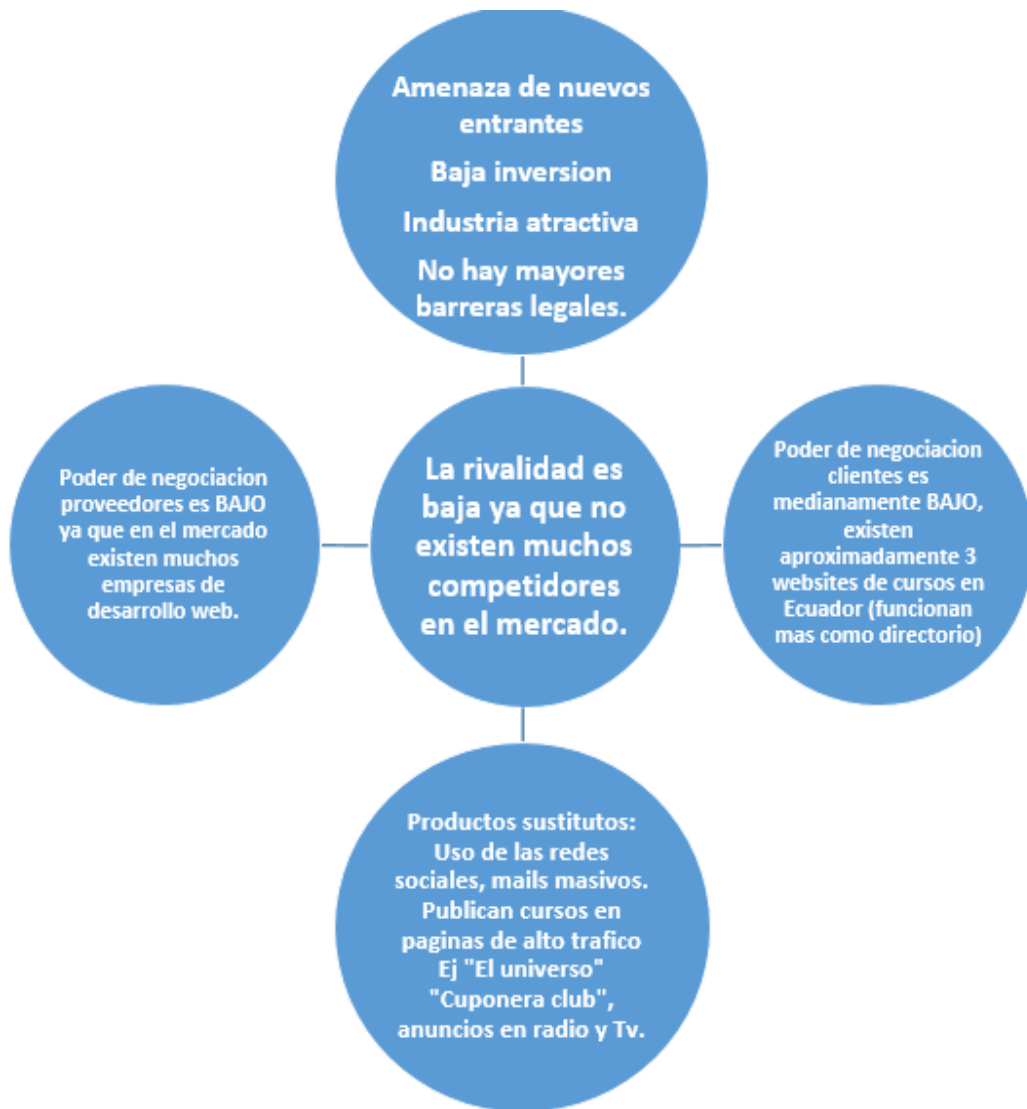 Amenaza de nuevos
entrantes
Baja inversion
Industria atractiva
No hay mayores
barreras legales.
Poder de negociacion
proveedores es BAJO
ya que en el mercado
existen muchos
empresas de
desarrollo web.
La rivalidad es
baja ya que no
existen muchos
competidores
en el mercado.
Poder de negociacion
clientes es
medianamente BAJO,
existen
aproximadamente 3
websites de cursos en
Ecuador (funcionan
mas como directorio)
Productos sustitutos:
Uso de las redes
sociales, mails masivos.
Publican cursos en
paginas de alto trafico
Ej "El universo"
"Cuponera club",
anuncios en radio y Tv.